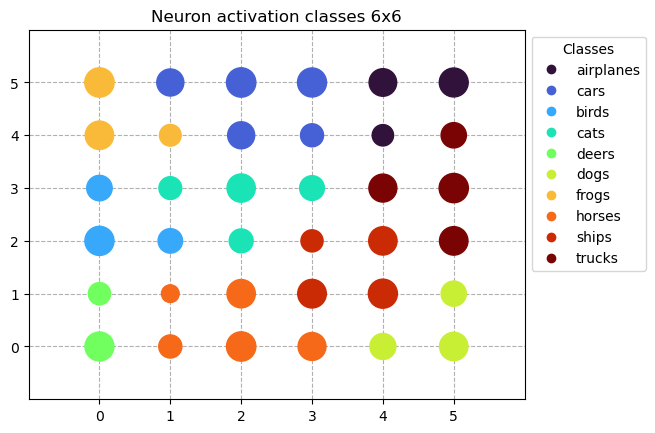 Neuron activation classes 6x6
5
4
3
2
1
0
0 1 2 3 4 5
Classes
airplanes
cars
birds
cats
deers
dogs
frogs
horses
ships
trucks